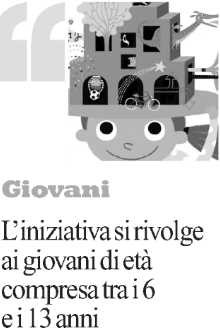 Giovani
L'iniziativa si rivolge
ai giovani di età
compresa tra i 6
e i 13 anni